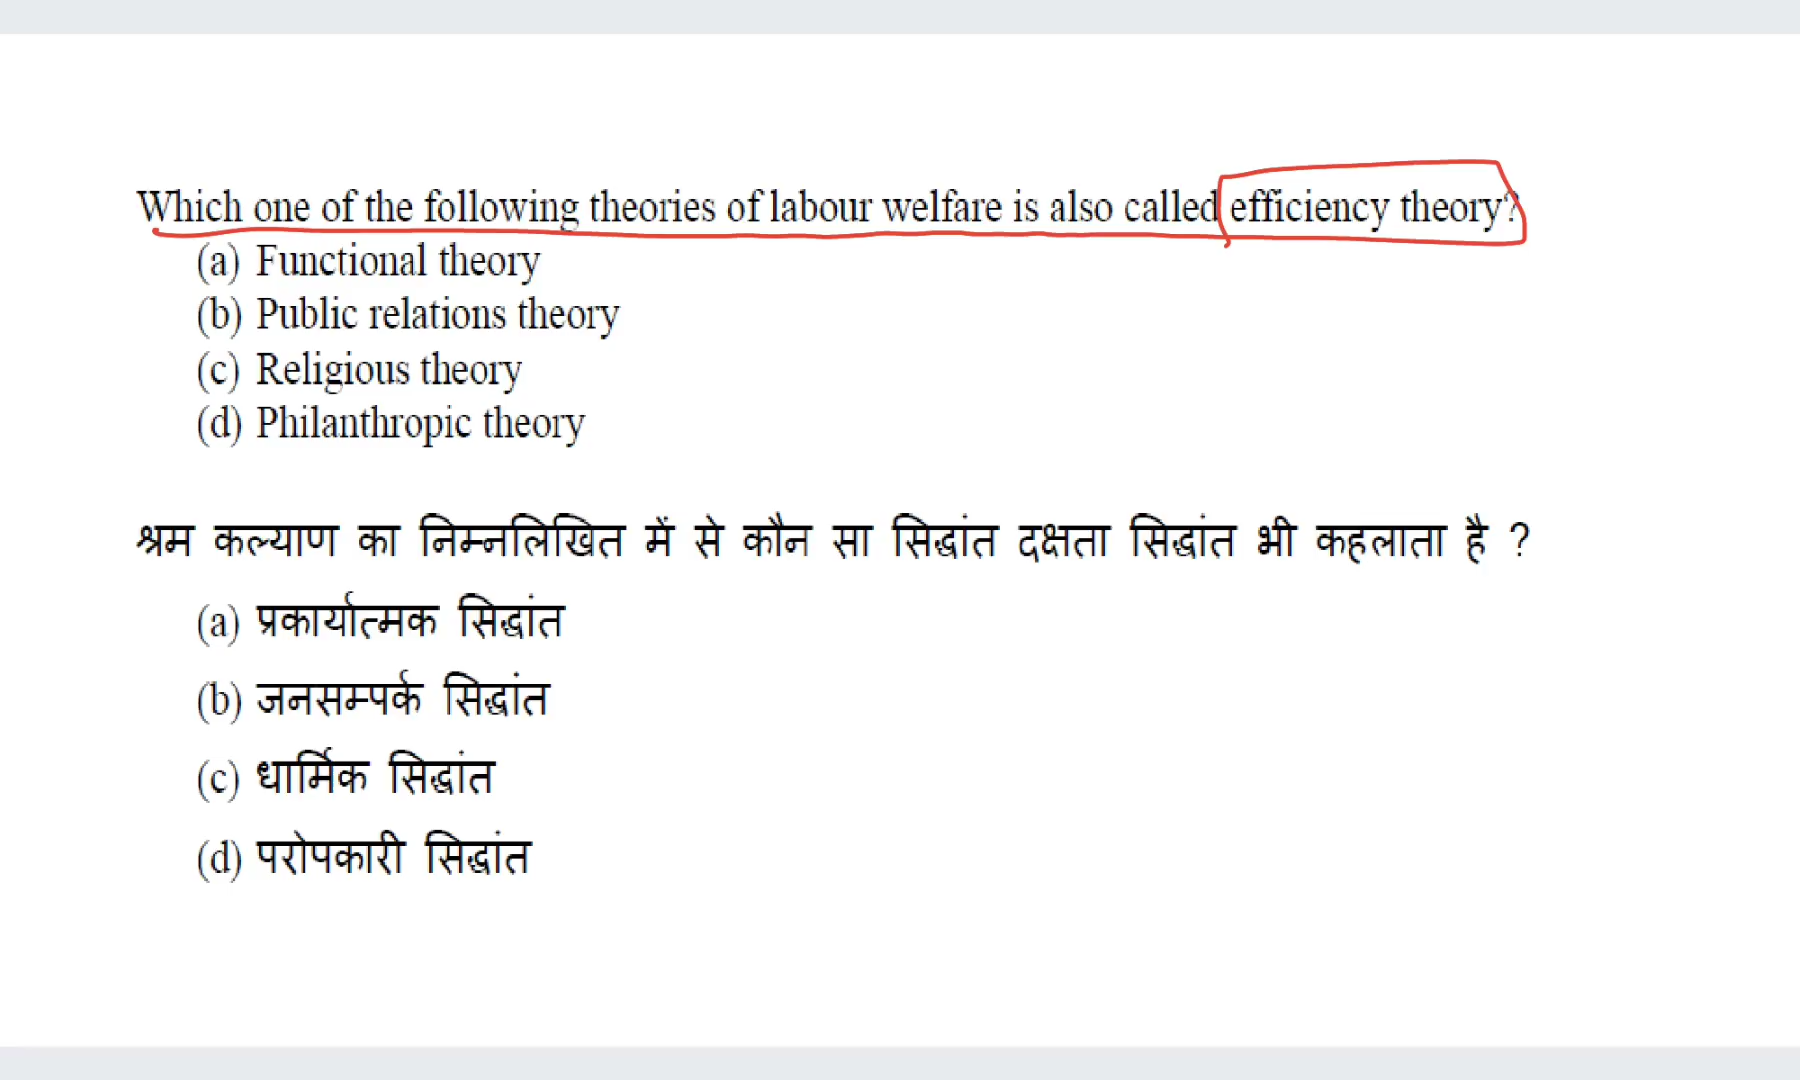 Which one of the following theories of labour welfare is also called efficiency theory?
(a) Functional theory
(b) Public relations theory
(c) Religious theory
(d) Philanthropic theory
श्रम कल्याण का निम्नलिखित में से कौन सा सिद्धांत दक्षता सिद्धांत भी कहलाता है ?
(a) प्रकार्यात्मक सिद्धांत
(b) जनसम्पर्क सिद्धांत
(c) धार्मिक सिद्धांत
(d) परोपकारी सिद्धांत